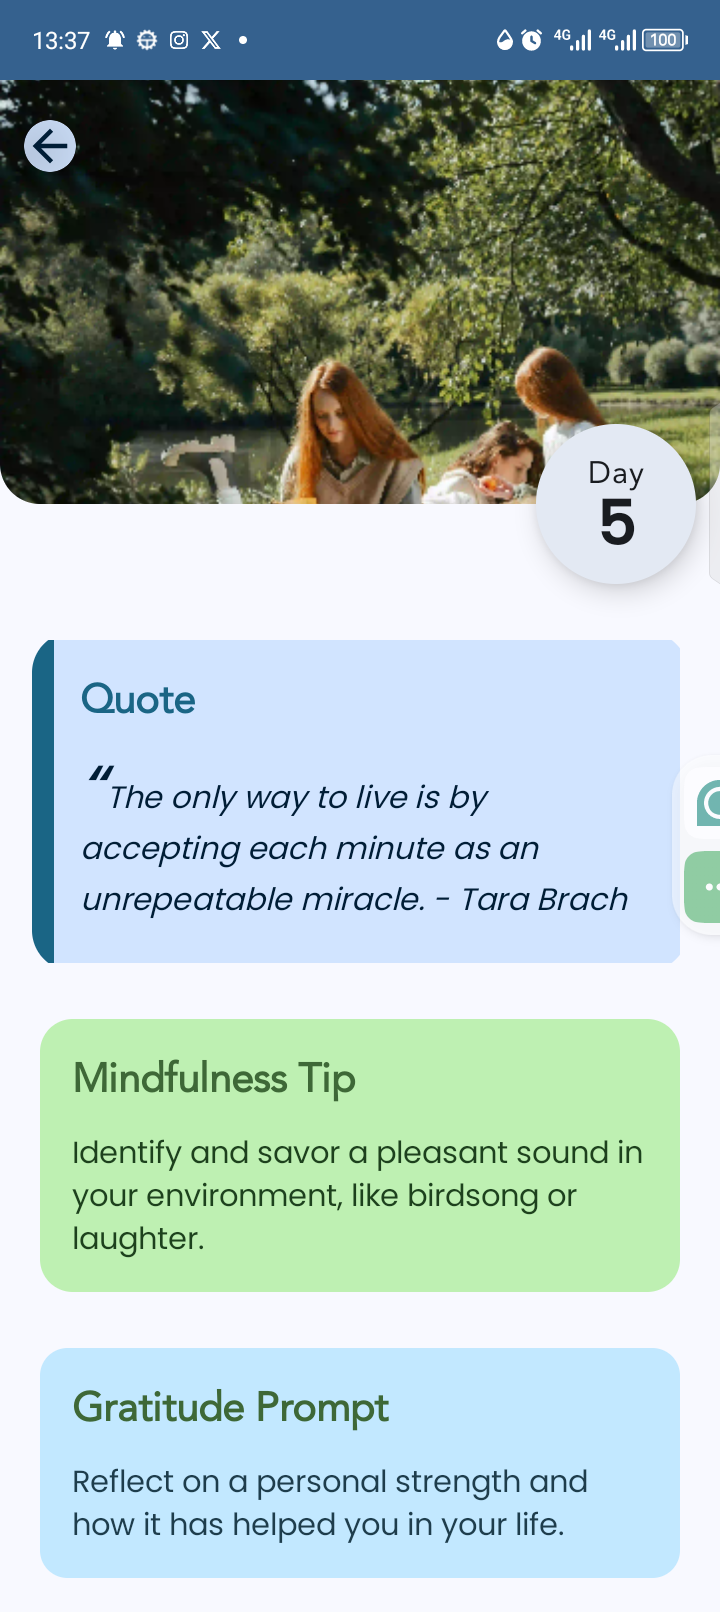 13:37
4G 4G 100
Day
5
Quote
“The only way to live is by
accepting each minute as an
unrepeatable miracle. - Tara Brach
Mindfulness Tip
Identify and savor a pleasant sound in
your environment, like birdsong or
laughter.
Gratitude Prompt
Reflect on a personal strength and
how it has helped you in your life.